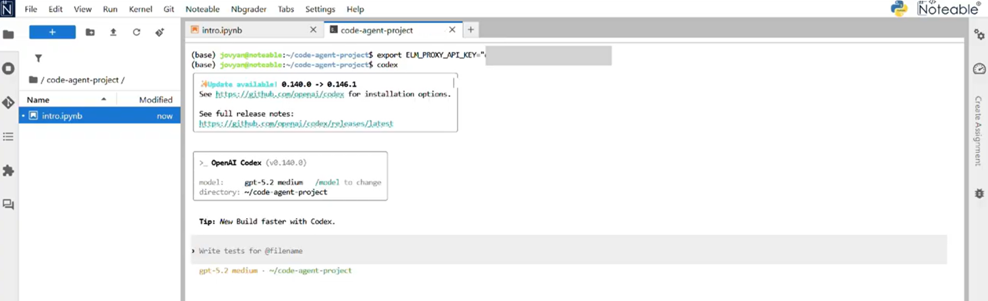 File Edit View Run Kernel Git Noteable Nbgrader Tabs Settings Help
Noteable
+
/ code-agent-project /
Name Modified
intro.ipynb now
intro.ipynb
code-agent-project
(base) jovyan@noteable:~/code-agent-project$ export ELM_PROXY_API_KEY="
(base) jovyan@noteable:~/code-agent-project$ codex
Update available! 0.140.0 -> 0.146.1
See https://github.com/openai/codex for installation options.
See full release notes:
https://github.com/openai/codex/releases/latest
>_ OpenAI Codex (v0.140.0)
model: gpt-5.2 medium /model to change
directory: ~/code-agent-project
Tip: New Build faster with Codex.
› Write tests for @filename
gpt-5.2 medium · ~/code-agent-project
Create Assignment